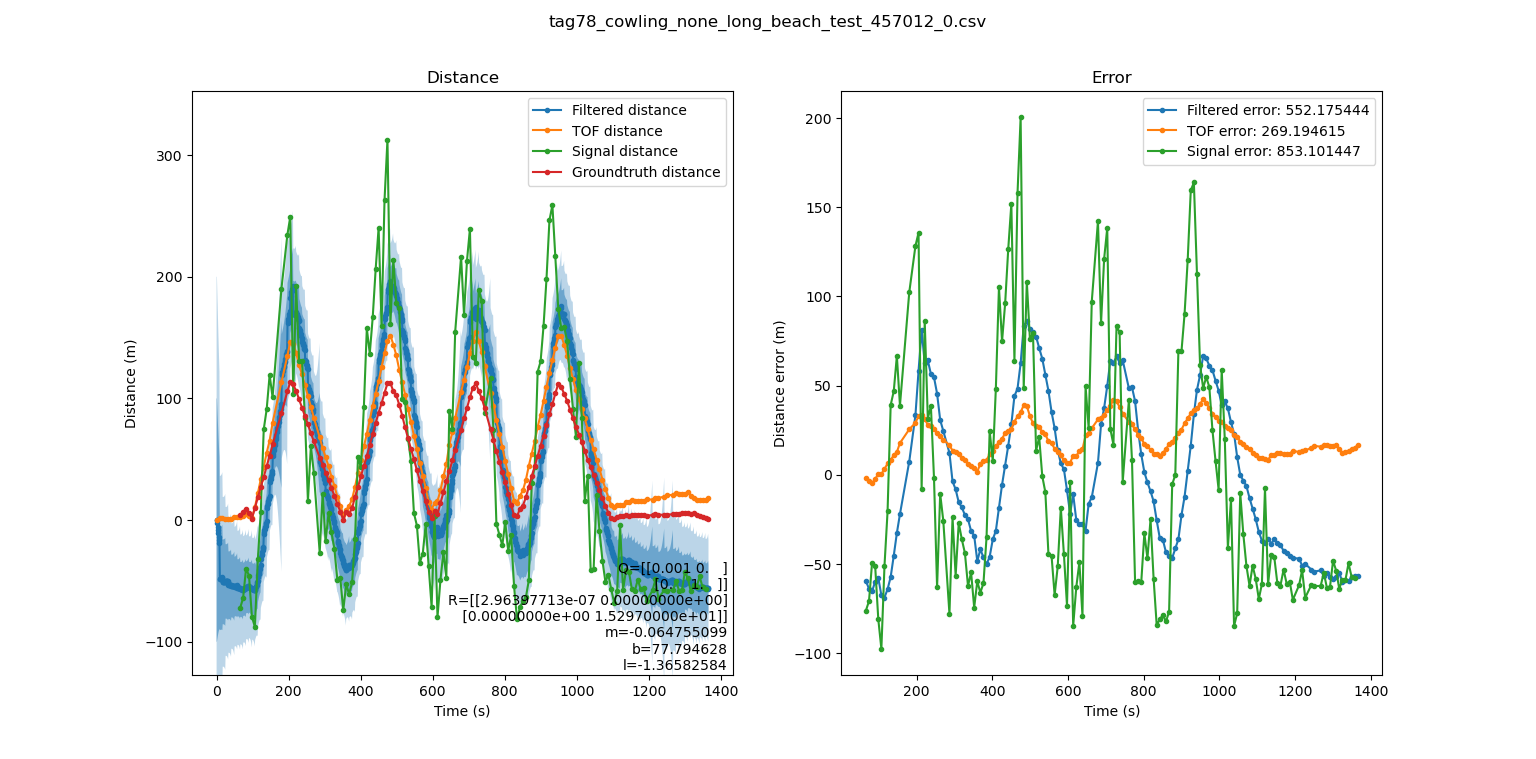 tag78_cowling_none_long_beach_test_457012_0.csv
Distance
Distance (m)
300
200
100
0
−100
0 200 400 600 800 1000 1200 1400
Time (s)
Filtered distance
TOF distance
Signal distance
Groundtruth distance
Q=[[0.001 0. ]
[0. 1. ]]
R=[[2.96397713e-07 0.00000000e+00]
[0.00000000e+00 1.52970000e+01]]
m=-0.064755099
b=77.794628
l=-1.36582584
Error
Distance error (m)
200
150
100
50
0
−50
−100
200 400 600 800 1000 1200 1400
Time (s)
Filtered error: 552.175444
TOF error: 269.194615
Signal error: 853.101447